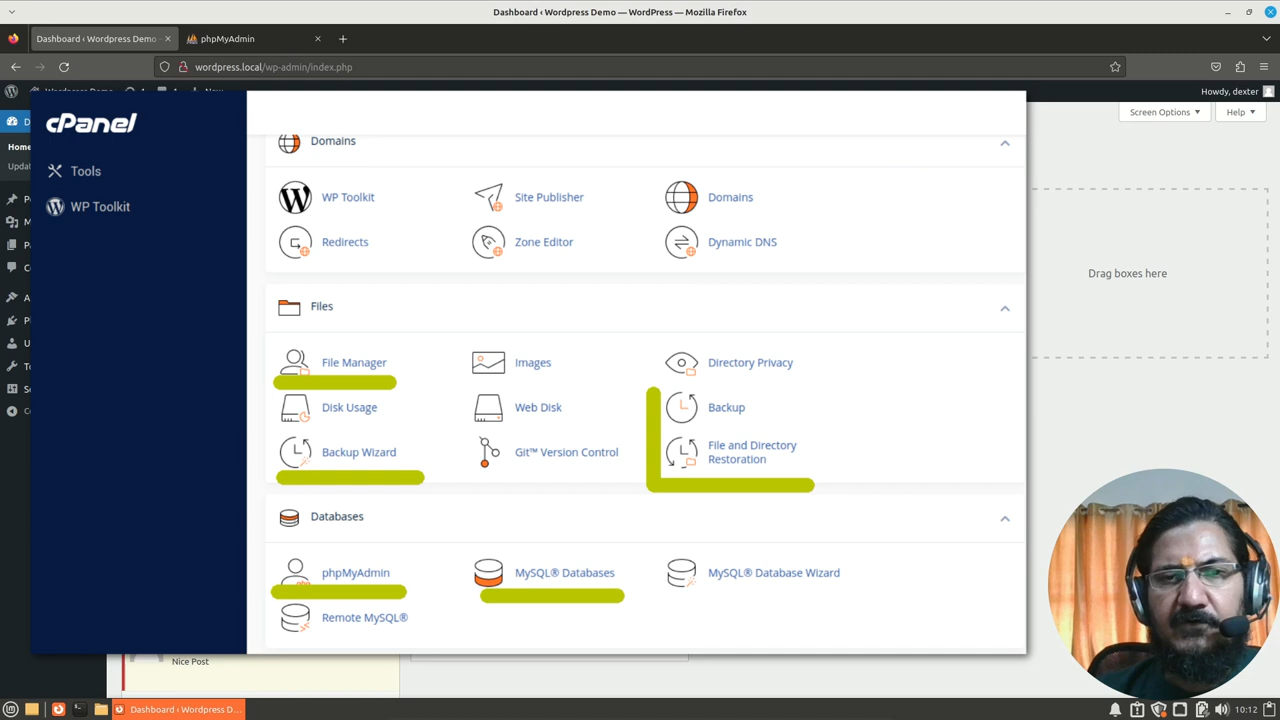 Dashboard ‹ Wordpress Demo — WordPress — Mozilla Firefox
Dashboard ‹ Wordpress Demo
phpMyAdmin
wordpress.local/wp-admin/index.php
Howdy, dexter
Screen Options
Help
cPanel
Tools
WP Toolkit
Home
Domains
WP Toolkit
Site Publisher
Domains
Redirects
Zone Editor
Dynamic DNS
Drag boxes here
Files
File Manager
Images
Directory Privacy
Disk Usage
Web Disk
Backup
Backup Wizard
Git™ Version Control
File and Directory
Restoration
Databases
phpMyAdmin
MySQL® Databases
MySQL® Database Wizard
Remote MySQL®
Nice Post
Dashboard ‹ Wordpress D...
10:12